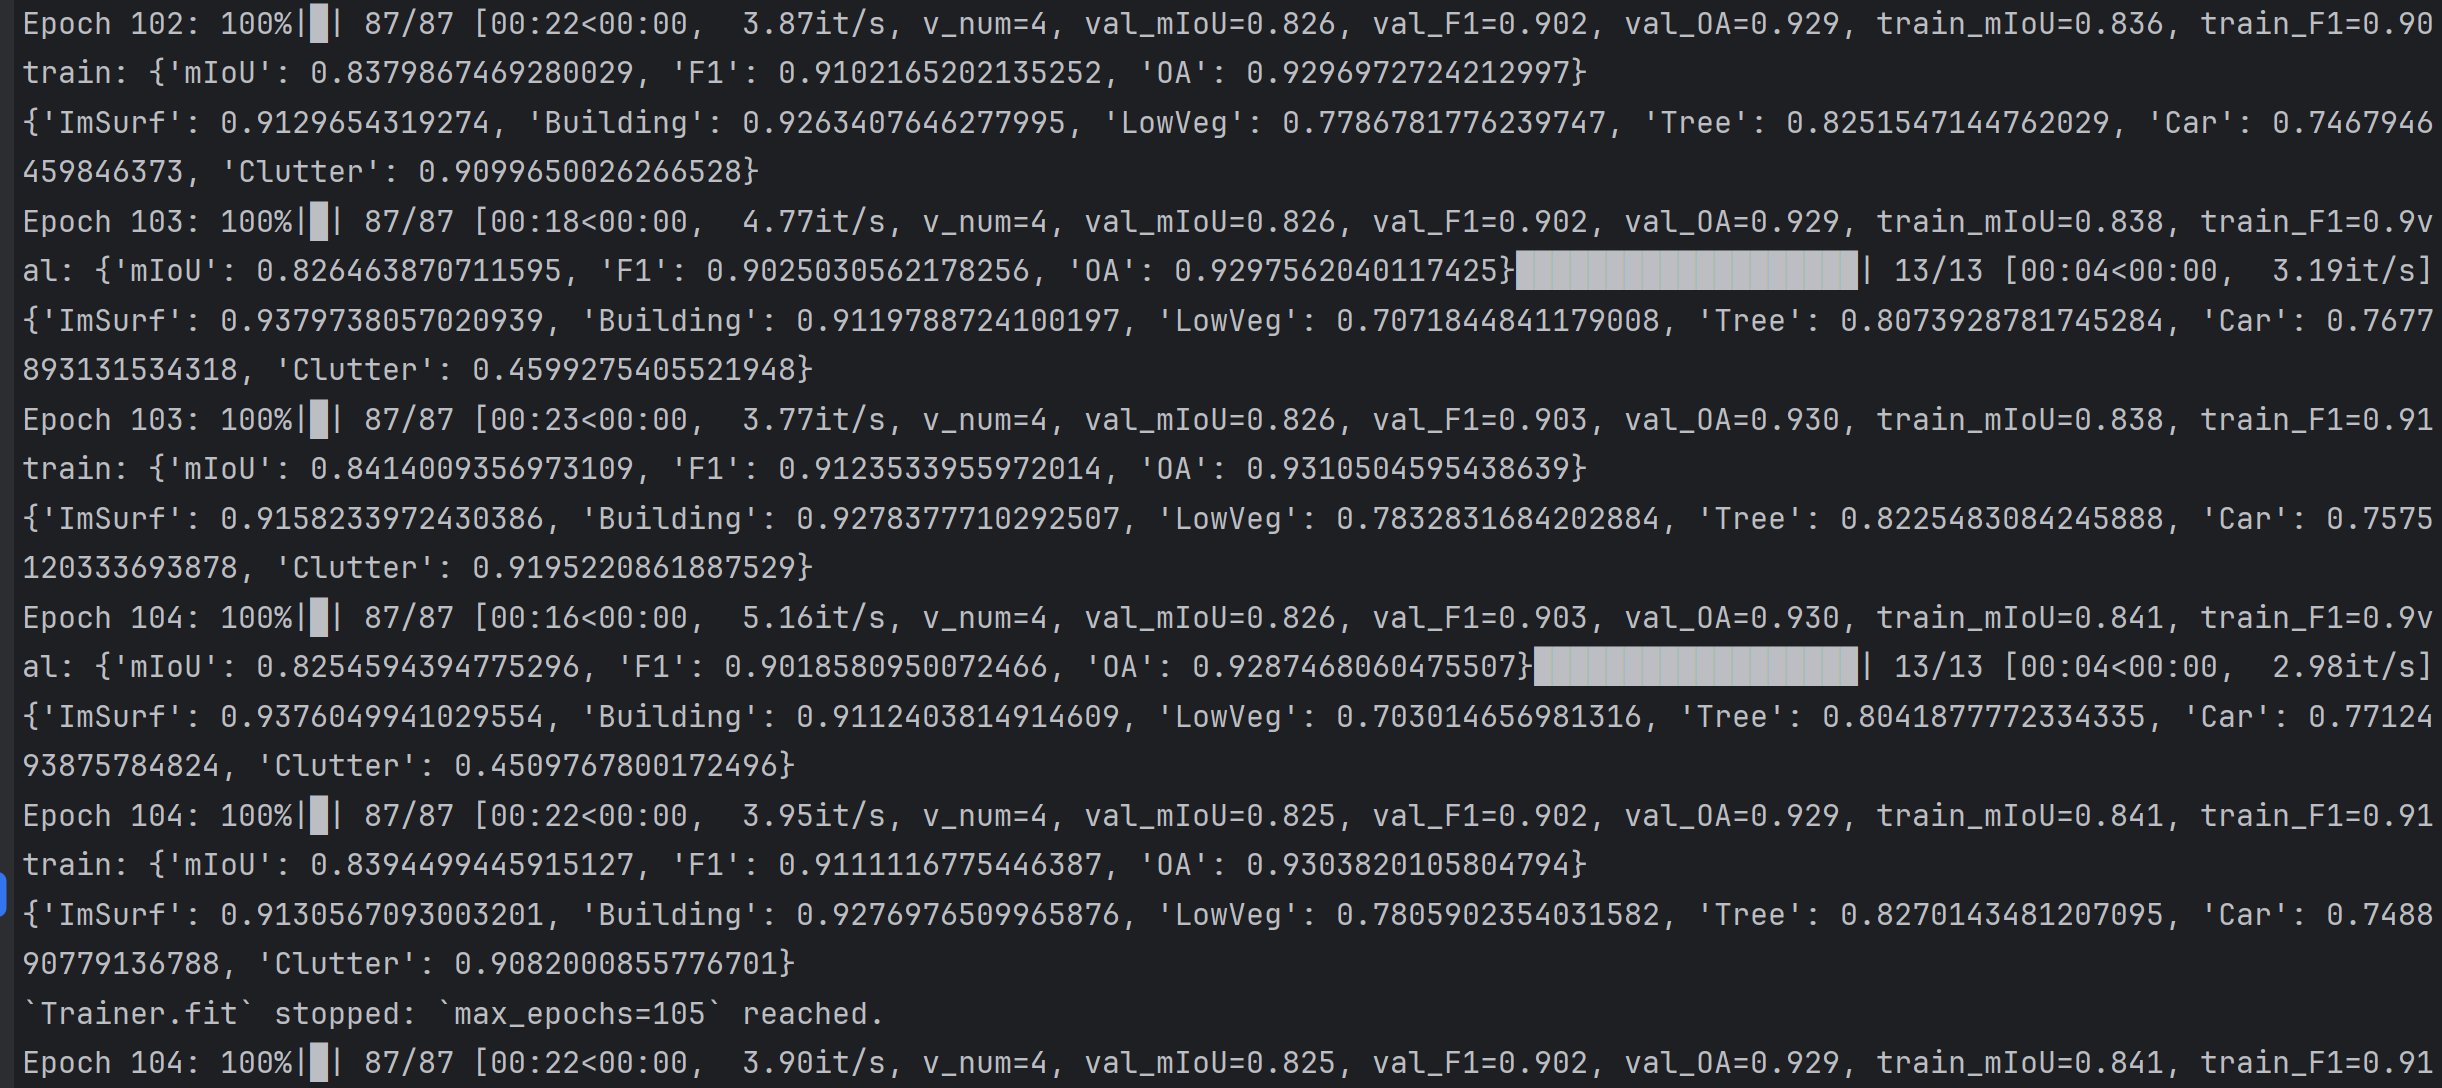 Epoch 102: 100%|█| 87/87 [00:22<00:00,  3.87it/s, v_num=4, val_mIoU=0.826, val_F1=0.902, val_OA=0.929, train_mIoU=0.836, train_F1=0.90
train: {'mIoU': 0.8379867469280029, 'F1': 0.9102165202135252, 'OA': 0.9296972724212997}
{'ImSurf': 0.9129654319274, 'Building': 0.9263407646277995, 'LowVeg': 0.7786781776239747, 'Tree': 0.8251547144762029, 'Car': 0.7467946
459846373, 'Clutter': 0.9099650026266528}
Epoch 103: 100%|█| 87/87 [00:18<00:00,  4.77it/s, v_num=4, val_mIoU=0.826, val_F1=0.902, val_OA=0.929, train_mIoU=0.838, train_F1=0.9v
al: {'mIoU': 0.826463870711595, 'F1': 0.9025030562178256, 'OA': 0.9297562040117425}███████████████████| 13/13 [00:04<00:00,  3.19it/s]
{'ImSurf': 0.9379738057020939, 'Building': 0.9119788724100197, 'LowVeg': 0.7071844841179008, 'Tree': 0.8073928781745284, 'Car': 0.7677
893131534318, 'Clutter': 0.4599275405521948}
Epoch 103: 100%|█| 87/87 [00:23<00:00,  3.77it/s, v_num=4, val_mIoU=0.826, val_F1=0.903, val_OA=0.930, train_mIoU=0.838, train_F1=0.91
train: {'mIoU': 0.8414009356973109, 'F1': 0.9123533955972014, 'OA': 0.9310504595438639}
{'ImSurf': 0.9158233972430386, 'Building': 0.9278377710292507, 'LowVeg': 0.7832831684202884, 'Tree': 0.8225483084245888, 'Car': 0.7575
120333693878, 'Clutter': 0.9195220861887529}
Epoch 104: 100%|█| 87/87 [00:16<00:00,  5.16it/s, v_num=4, val_mIoU=0.826, val_F1=0.903, val_OA=0.930, train_mIoU=0.841, train_F1=0.9v
al: {'mIoU': 0.8254594394775296, 'F1': 0.9018580950072466, 'OA': 0.9287468060475507}██████████████████| 13/13 [00:04<00:00,  2.98it/s]
{'ImSurf': 0.9376049941029554, 'Building': 0.9112403814914609, 'LowVeg': 0.703014656981316, 'Tree': 0.8041877772334335, 'Car': 0.77124
93875784824, 'Clutter': 0.4509767800172496}
Epoch 104: 100%|█| 87/87 [00:22<00:00,  3.95it/s, v_num=4, val_mIoU=0.825, val_F1=0.902, val_OA=0.929, train_mIoU=0.841, train_F1=0.91
train: {'mIoU': 0.8394499445915127, 'F1': 0.9111116775446387, 'OA': 0.9303820105804794}
{'ImSurf': 0.9130567093003201, 'Building': 0.9276976509965876, 'LowVeg': 0.7805902354031582, 'Tree': 0.8270143481207095, 'Car': 0.7488
90779136788, 'Clutter': 0.9082000855776701}
`Trainer.fit` stopped: `max_epochs=105` reached.
Epoch 104: 100%|█| 87/87 [00:22<00:00,  3.90it/s, v_num=4, val_mIoU=0.825, val_F1=0.902, val_OA=0.929, train_mIoU=0.841, train_F1=0.91